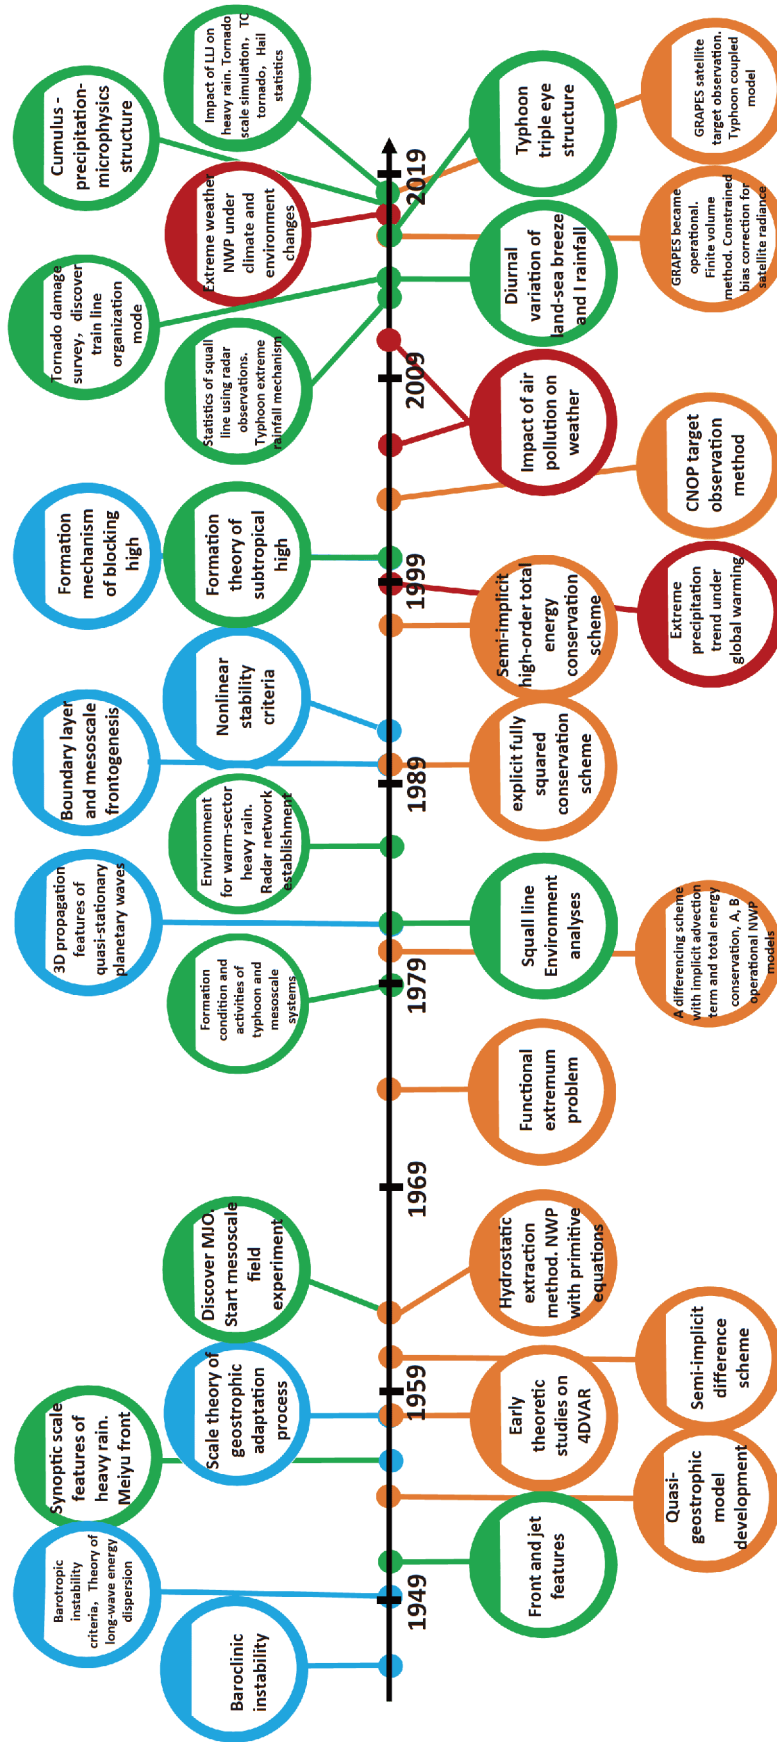 Baroclinic
instability
Barotropic
instability
criteria, Theory of
long-wave energy
dispersion
Synoptic scale
features of
heavy rain.
Meiyu front.
Scale theory of
geostrophic
adaptation
process
Discover MJO.
Start mesoscale
field
experiment
Formation
condition and
activities of
typhoon and
mesoscale
systems
3D propagation
features of
quasi-stationary
planetary waves
Environment
for warm-sector
heavy rain.
Radar network
establishment
Boundary layer
and mesoscale
frontogenesis
Nonlinear
stability
criteria
Formation
mechanism
of blocking
high
Formation
theory of
subtropical
high
Tornado damage
survey, discover
train line
organization
mode
Statistics of squall
line using radar
observations.
Typhoon extreme
rainfall mechanism
Cumulus -
precipitation-
microphysics
structure
Extreme weather
NWP under
climate and
environment
changes
Impact of LLJ on
heavy rain. Tornado
scale simulation, TC
tornado, Hail
statistics
1949
1959
1969
1979
1989
1999
2009
2019
Front and jet
features
Quasi-
geostrophic
model
development
Early
theoretic
studies on
4DVAR
Semi-implicit
difference
scheme
Hydrostatic
extraction
method. NWP
with primitive
equations
Functional
extremum
problem
A differencing scheme
with implicit advection
term and total energy
conservation, A, B
operational NWP
models
Squall line
Environment
analyses
explicit fully
squared
conservation
scheme
Semi-implicit
high-order total
energy
conservation
scheme
Extreme
precipitation
trend under
global warming
CNOP target
observation
method
Impact of air
pollution on
weather
Diurnal
variation of
land-sea breeze
and I rainfall
GRAPES became
operational.
Finite volume
method. Constrained
bias correction for
satellite radiance
Typhoon
triple eye
structure
GRAPES satellite
target observation.
Typhoon coupled
model